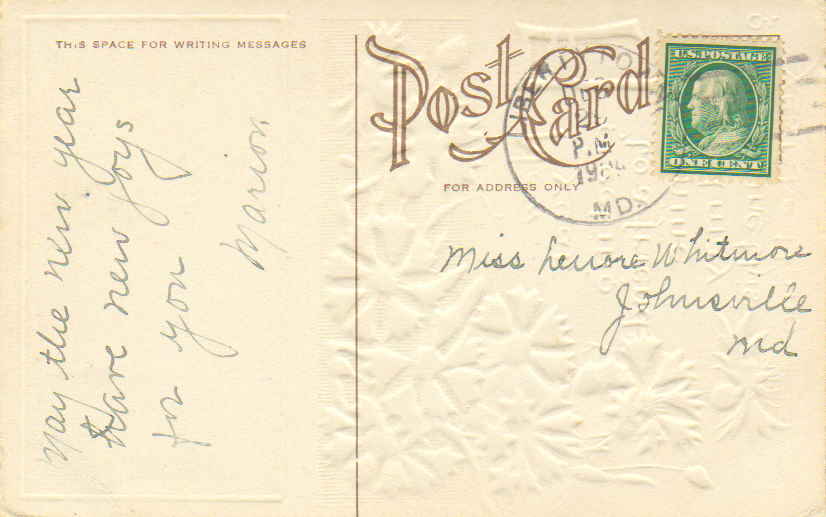 THIS SPACE FOR WRITING MESSAGES
May the new year
have new joys
for you
Marion
Post Card
FOR ADDRESS ONLY
P.M.
MD.
U.S. POSTAGE
ONE CENT
Miss Lenore Whitmore
Johnsville
Md